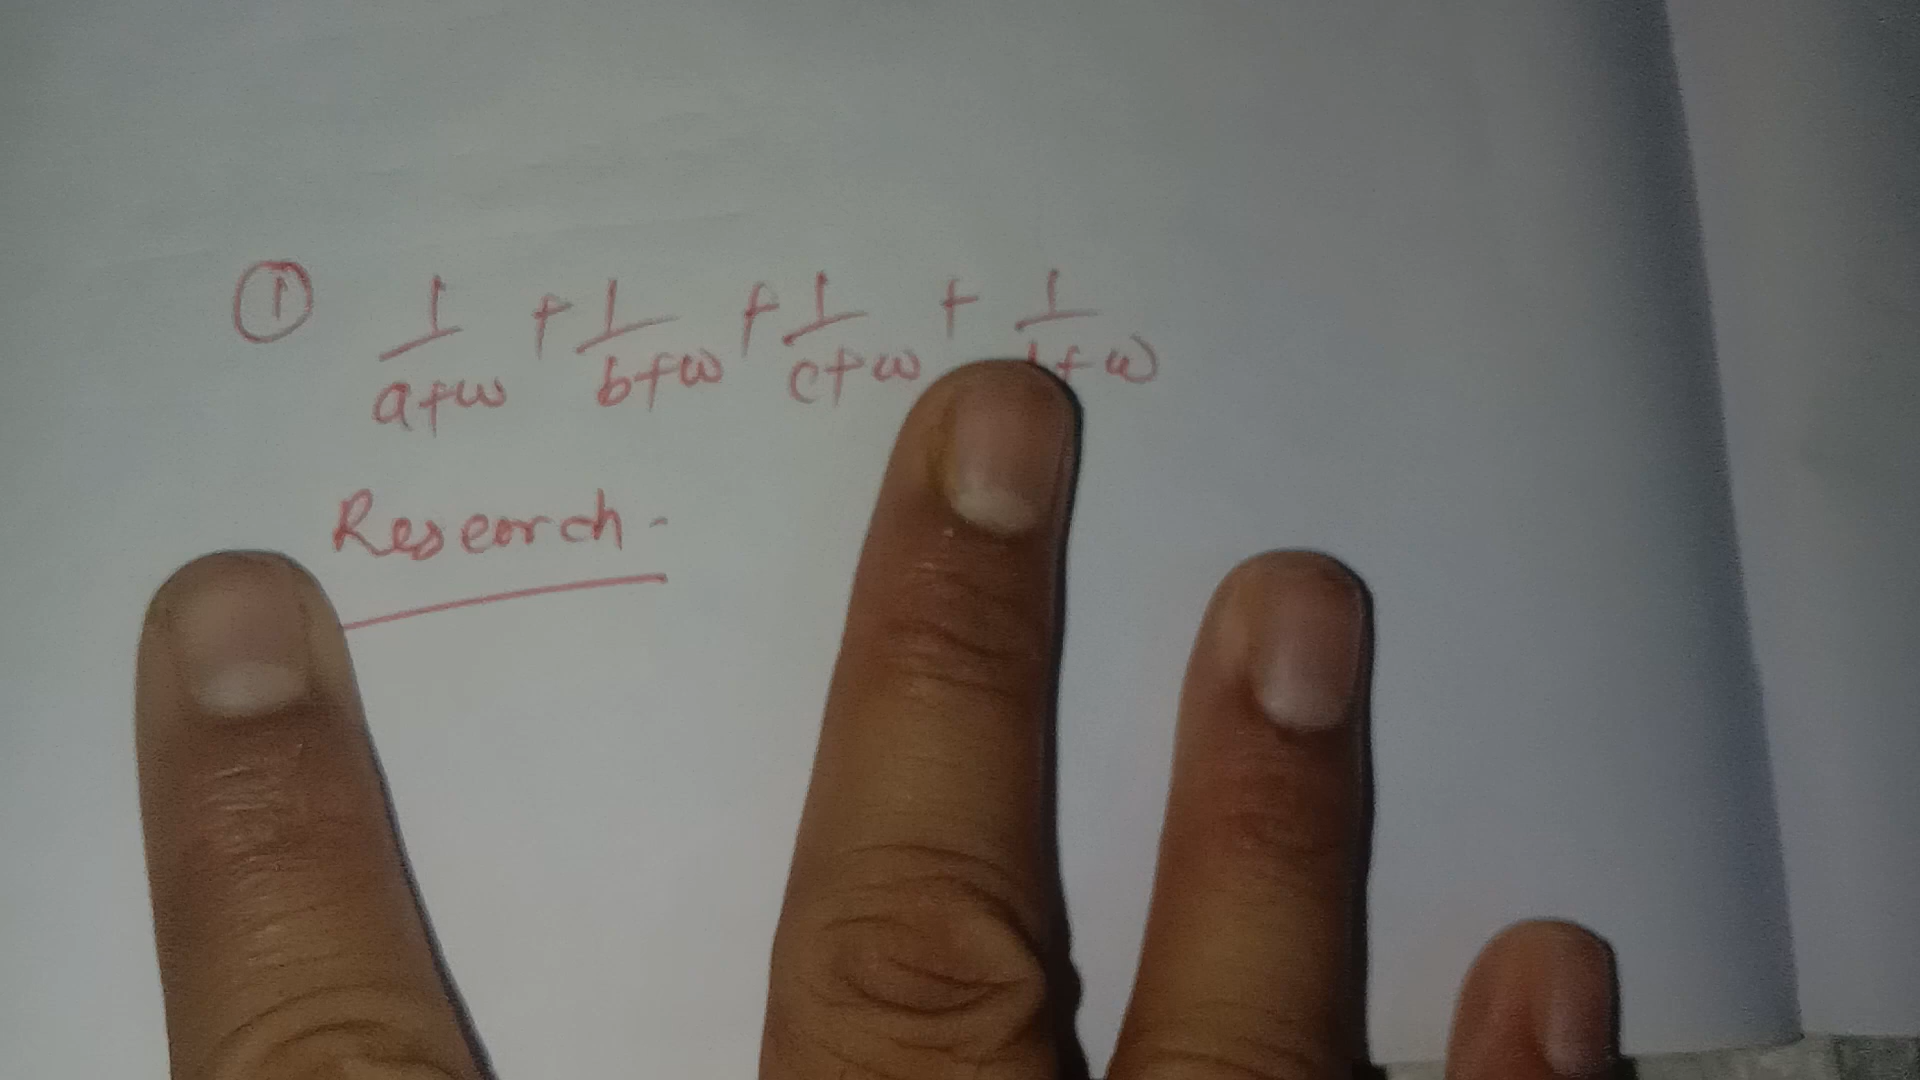 ① 1/(a+ω) + 1/(b+ω) + 1/(c+ω) + 1/( +ω)
Research -